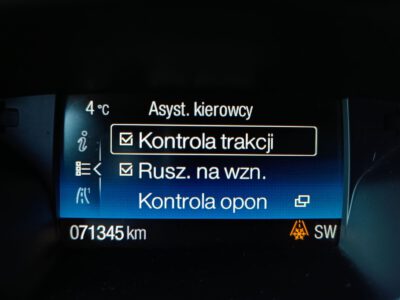 4 °C Asyst. kierowcy
Kontrola trakcji
Rusz. na wzn.
Kontrola opon
071345 km SW